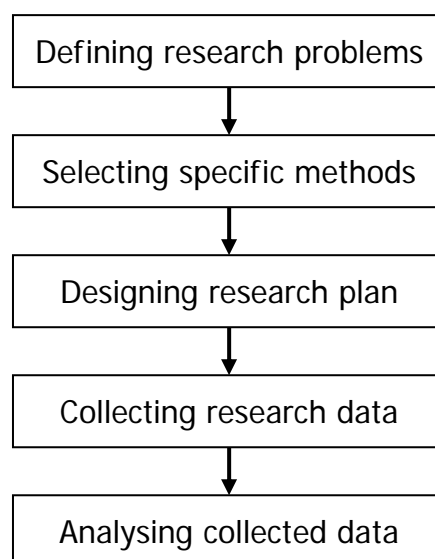 Defining research problems
Selecting specific methods
Designing research plan
Collecting research data
Analysing collected data